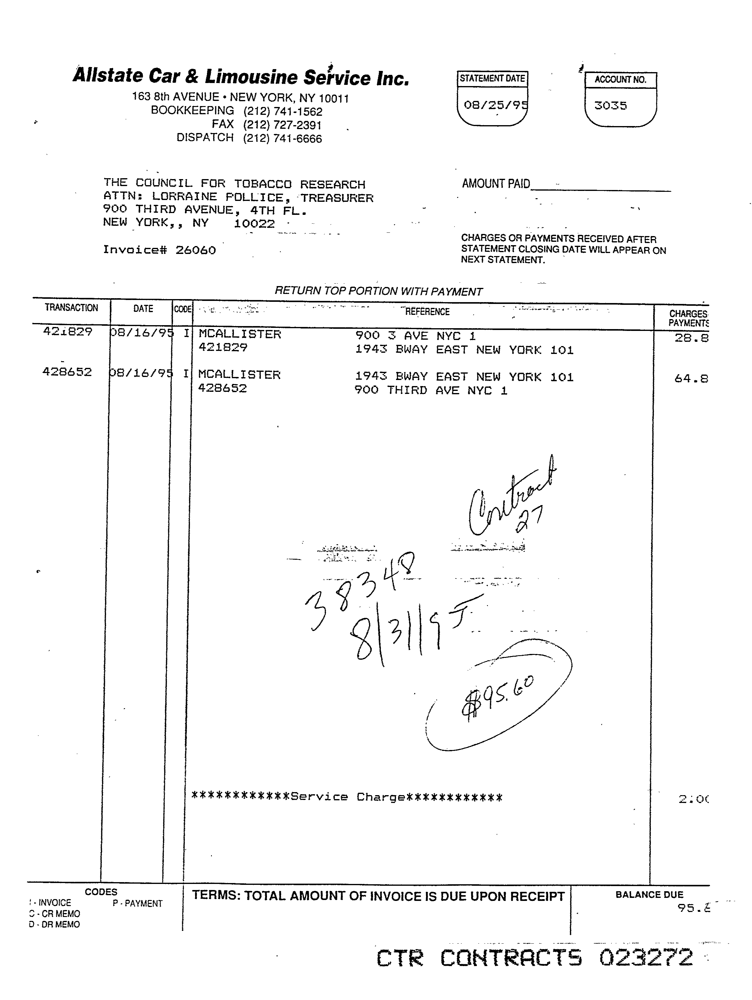 Allstate Car & Limousine Service Inc.
163 8th AVENUE • NEW YORK, NY 10011
BOOKKEEPING (212) 741-1562
FAX (212) 727-2391
DISPATCH (212) 741-6666
STATEMENT DATE
08/25/95
ACCOUNT NO.
3035
THE COUNCIL FOR TOBACCO RESEARCH
ATTN: LORRAINE POLLICE, TREASURER
900 THIRD AVENUE, 4TH FL.
NEW YORK,, NY 10022
Invoice# 26060
AMOUNT PAID
CHARGES OR PAYMENTS RECEIVED AFTER
STATEMENT CLOSING DATE WILL APPEAR ON
NEXT STATEMENT.
RETURN TOP PORTION WITH PAYMENT
TRANSACTION DATE CODE REFERENCE CHARGES
PAYMENTS
421829 08/16/95 I MCALLISTER 900 3 AVE NYC 1 28.8
421829 1943 BWAY EAST NEW YORK 101
428652 08/16/95 I MCALLISTER 1943 BWAY EAST NEW YORK 101 64.8
428652 900 THIRD AVE NYC 1
Contract
27
38348
8/31/95
$95.60
************Service Charge************ 2.00
CODES
I - INVOICE P - PAYMENT
C - CR MEMO
D - DR MEMO
TERMS: TOTAL AMOUNT OF INVOICE IS DUE UPON RECEIPT
BALANCE DUE
95.
CTR CONTRACTS 023272